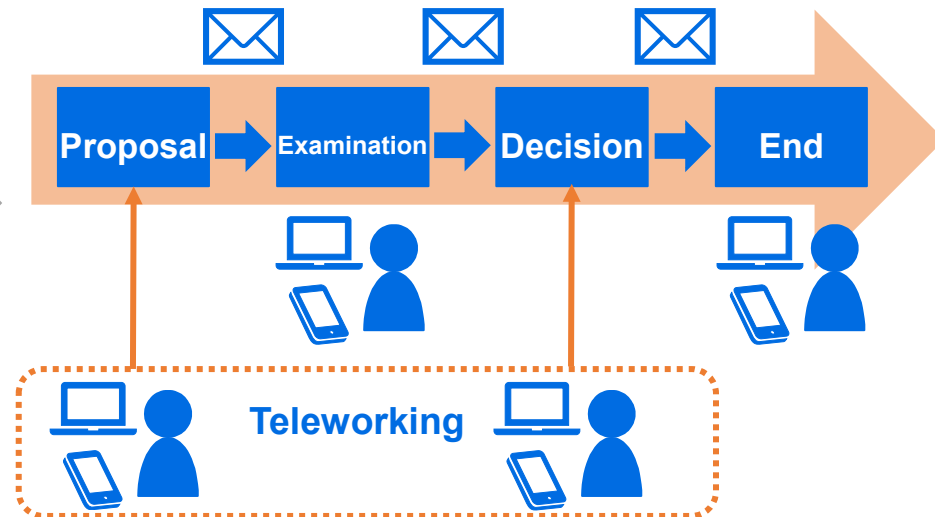 Proposal
Examination
Decision
End
Teleworking